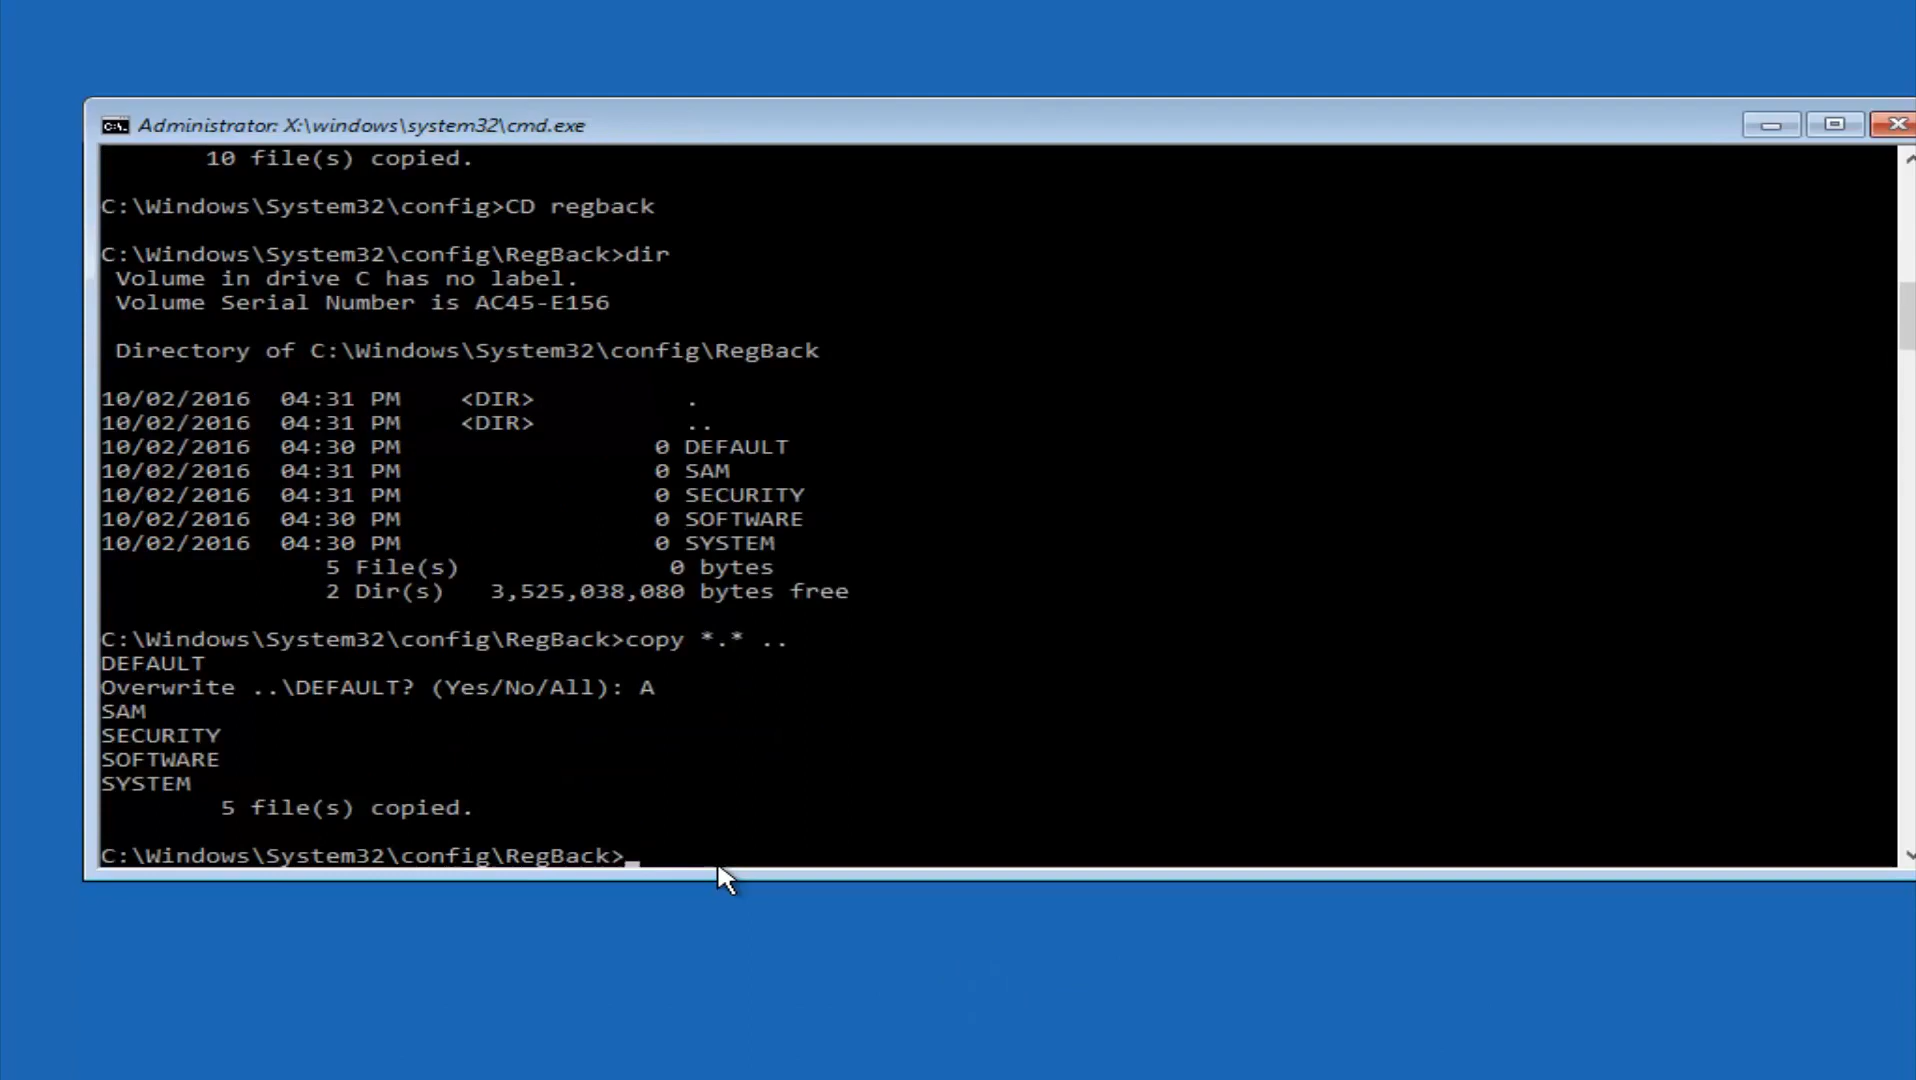 Administrator: X:\windows\system32\cmd.exe
10 file(s) copied.
C:\Windows\System32\config>CD regback
C:\Windows\System32\config\RegBack>dir
Volume in drive C has no label.
Volume Serial Number is AC45-E156
Directory of C:\Windows\System32\config\RegBack
10/02/2016  04:31 PM    <DIR>          .
10/02/2016  04:31 PM    <DIR>          ..
10/02/2016  04:30 PM                 0 DEFAULT
10/02/2016  04:31 PM                 0 SAM
10/02/2016  04:31 PM                 0 SECURITY
10/02/2016  04:30 PM                 0 SOFTWARE
10/02/2016  04:30 PM                 0 SYSTEM
5 File(s)              0 bytes
2 Dir(s)   3,525,038,080 bytes free
C:\Windows\System32\config\RegBack>copy *.* ..
DEFAULT
Overwrite ..\DEFAULT? (Yes/No/All): A
SAM
SECURITY
SOFTWARE
SYSTEM
5 file(s) copied.
C:\Windows\System32\config\RegBack>_